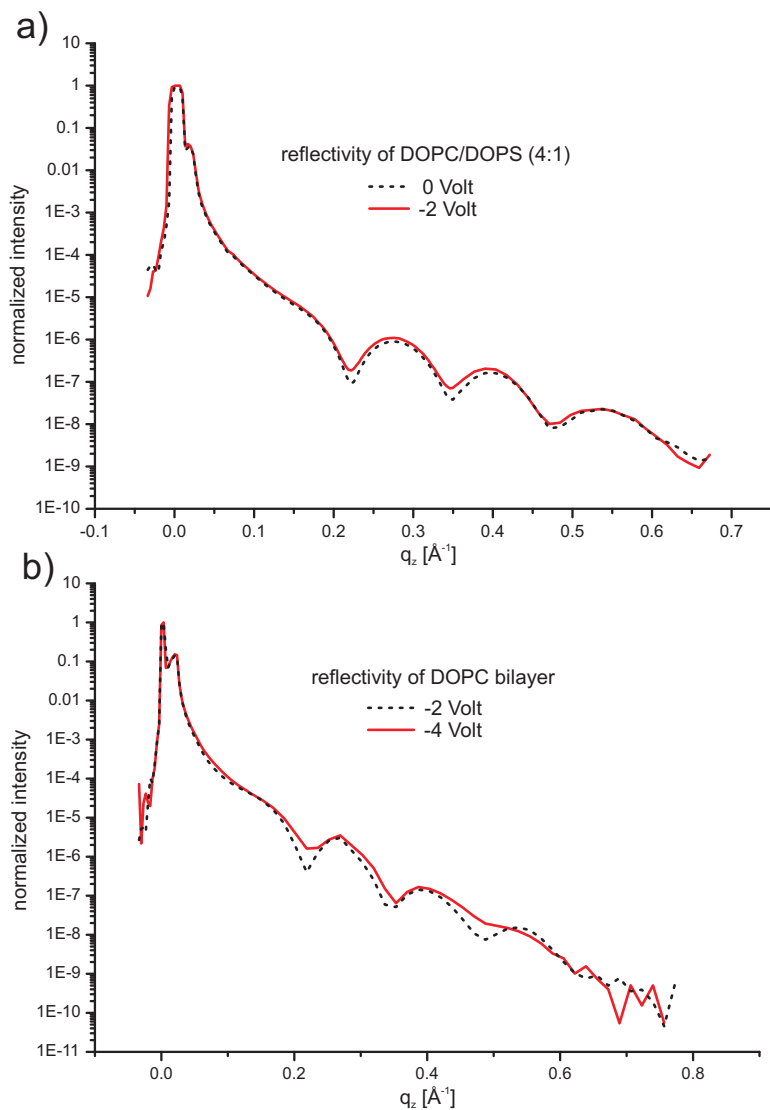 a)
10
1
0.1
0.01
1E-3
1E-4
1E-5
1E-6
1E-7
1E-8
1E-9
1E-10
normalized intensity
reflectivity of DOPC/DOPS (4:1)
0 Volt
-2 Volt
-0.1 0.0 0.1 0.2 0.3 0.4 0.5 0.6 0.7
q_z [Å⁻¹]
b)
10
1
0.1
0.01
1E-3
1E-4
1E-5
1E-6
1E-7
1E-8
1E-9
1E-10
1E-11
normalized intensity
reflectivity of DOPC bilayer
-2 Volt
-4 Volt
0.0 0.2 0.4 0.6 0.8
q_z [Å⁻¹]